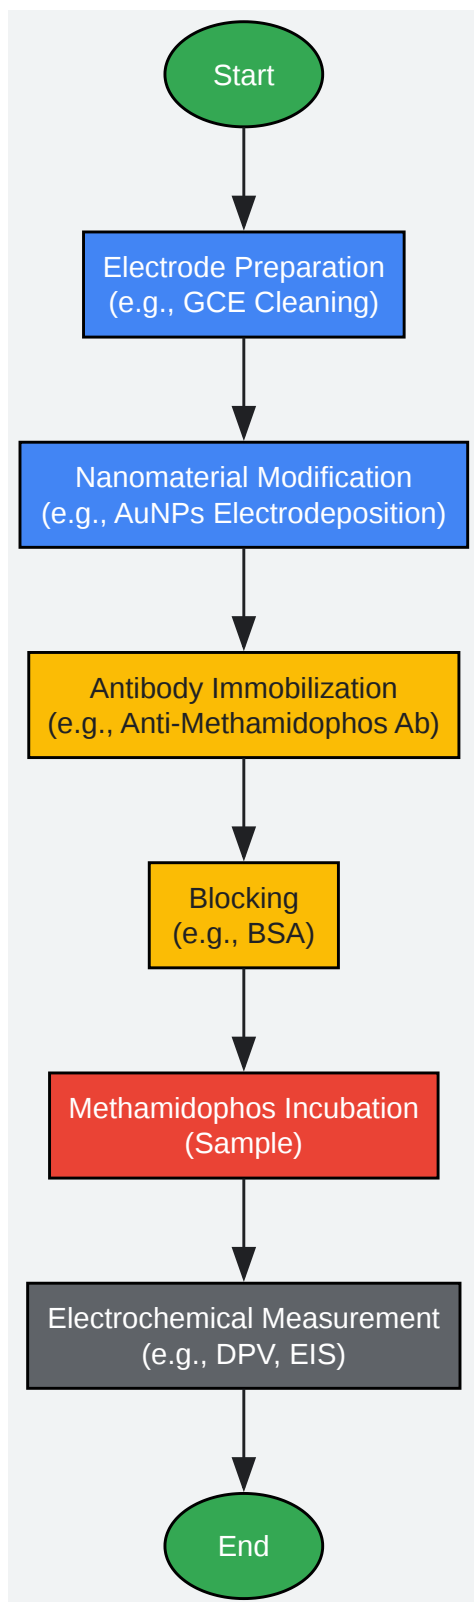 Start
Electrode Preparation
(e.g., GCE Cleaning)
Nanomaterial Modification
(e.g., AuNPs Electrodeposition)
Antibody Immobilization
(e.g., Anti-Methamidophos Ab)
Blocking
(e.g., BSA)
Methamidophos Incubation
(Sample)
Electrochemical Measurement
(e.g., DPV, EIS)
End